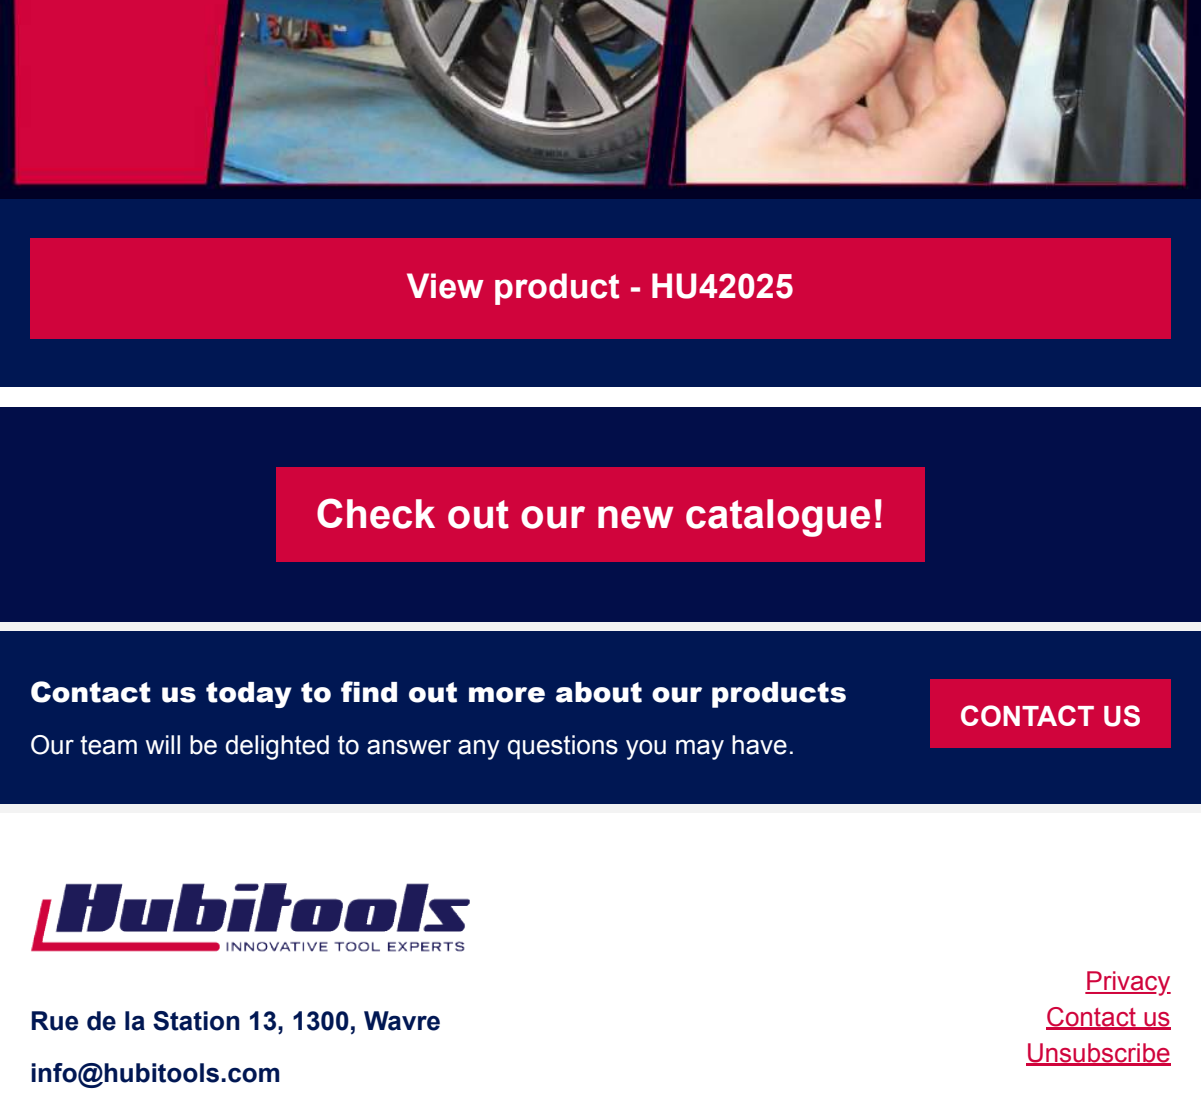 View product - HU42025
Check out our new catalogue!
Contact us today to find out more about our products
Our team will be delighted to answer any questions you may have.
CONTACT US
Hubitools
INNOVATIVE TOOL EXPERTS
Rue de la Station 13, 1300, Wavre
info@hubitools.com
Privacy
Contact us
Unsubscribe